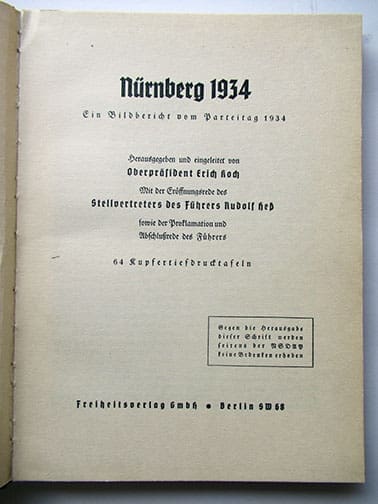 Nürnberg 1934
Ein Bildbericht vom Parteitag 1934
Herausgegeben und eingeleitet von
Oberpräsident Erich Koch
Mit der Eröffnungsrede des
Stellvertreters des Führers Rudolf Heß
sowie der Proklamation und
Abschlußrede des Führers
64 Kupfertiefdrucktafeln
Gegen die Herausgabe
dieser Schrift werden
seitens der NSDAP
keine Bedenken erhoben
Freiheitsverlag GmbH • Berlin SW 68